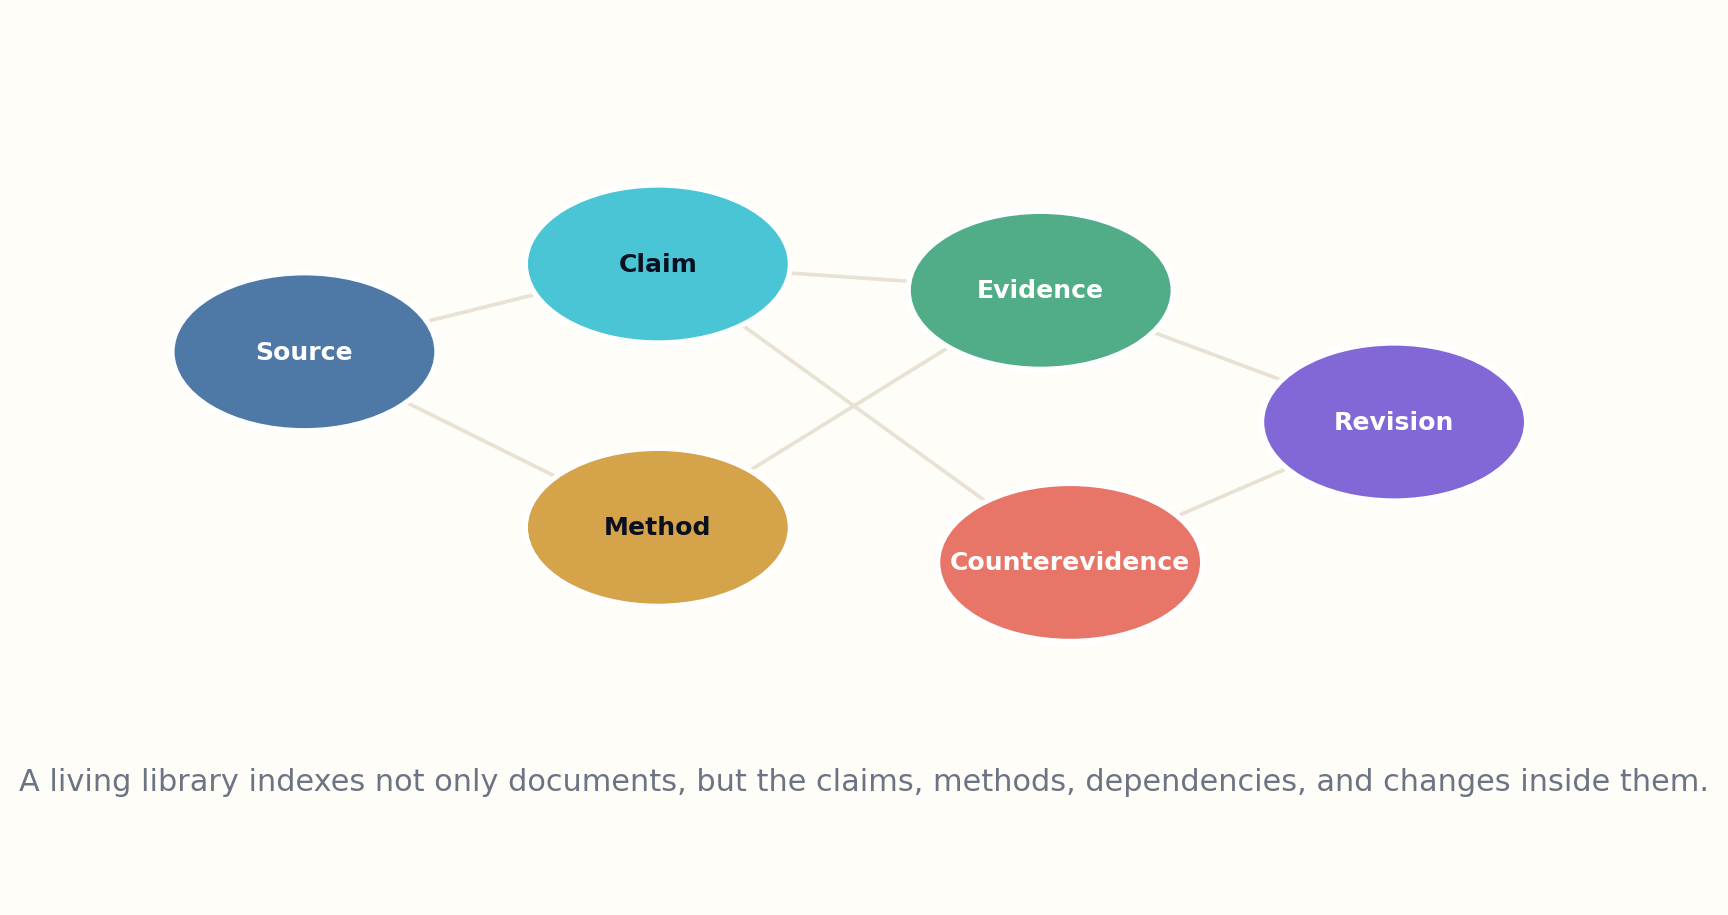 Claim
Evidence
Source
Revision
Method
Counterevidence
A living library indexes not only documents, but the claims, methods, dependencies, and changes inside them.